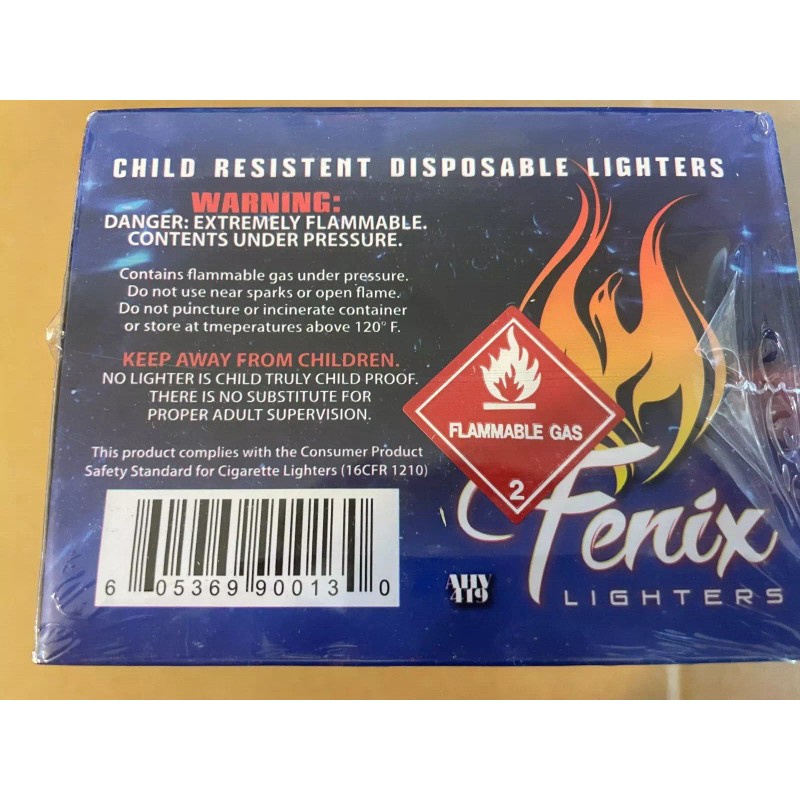 CHILD RESISTENT DISPOSABLE LIGHTERS
WARNING:
DANGER: EXTREMELY FLAMMABLE.
CONTENTS UNDER PRESSURE.
Contains flammable gas under pressure.
Do not use near sparks or open flame.
Do not puncture or incinerate container
or store at tmeperatures above 120° F.
KEEP AWAY FROM CHILDREN.
NO LIGHTER IS CHILD TRULY CHILD PROOF.
THERE IS NO SUBSTITUTE FOR
PROPER ADULT SUPERVISION.
This product complies with the Consumer Product
Safety Standard for Cigarette Lighters (16CFR 1210)
6 05369 90013 0
FLAMMABLE GAS
2
Fenix
LIGHTERS
AHV
419